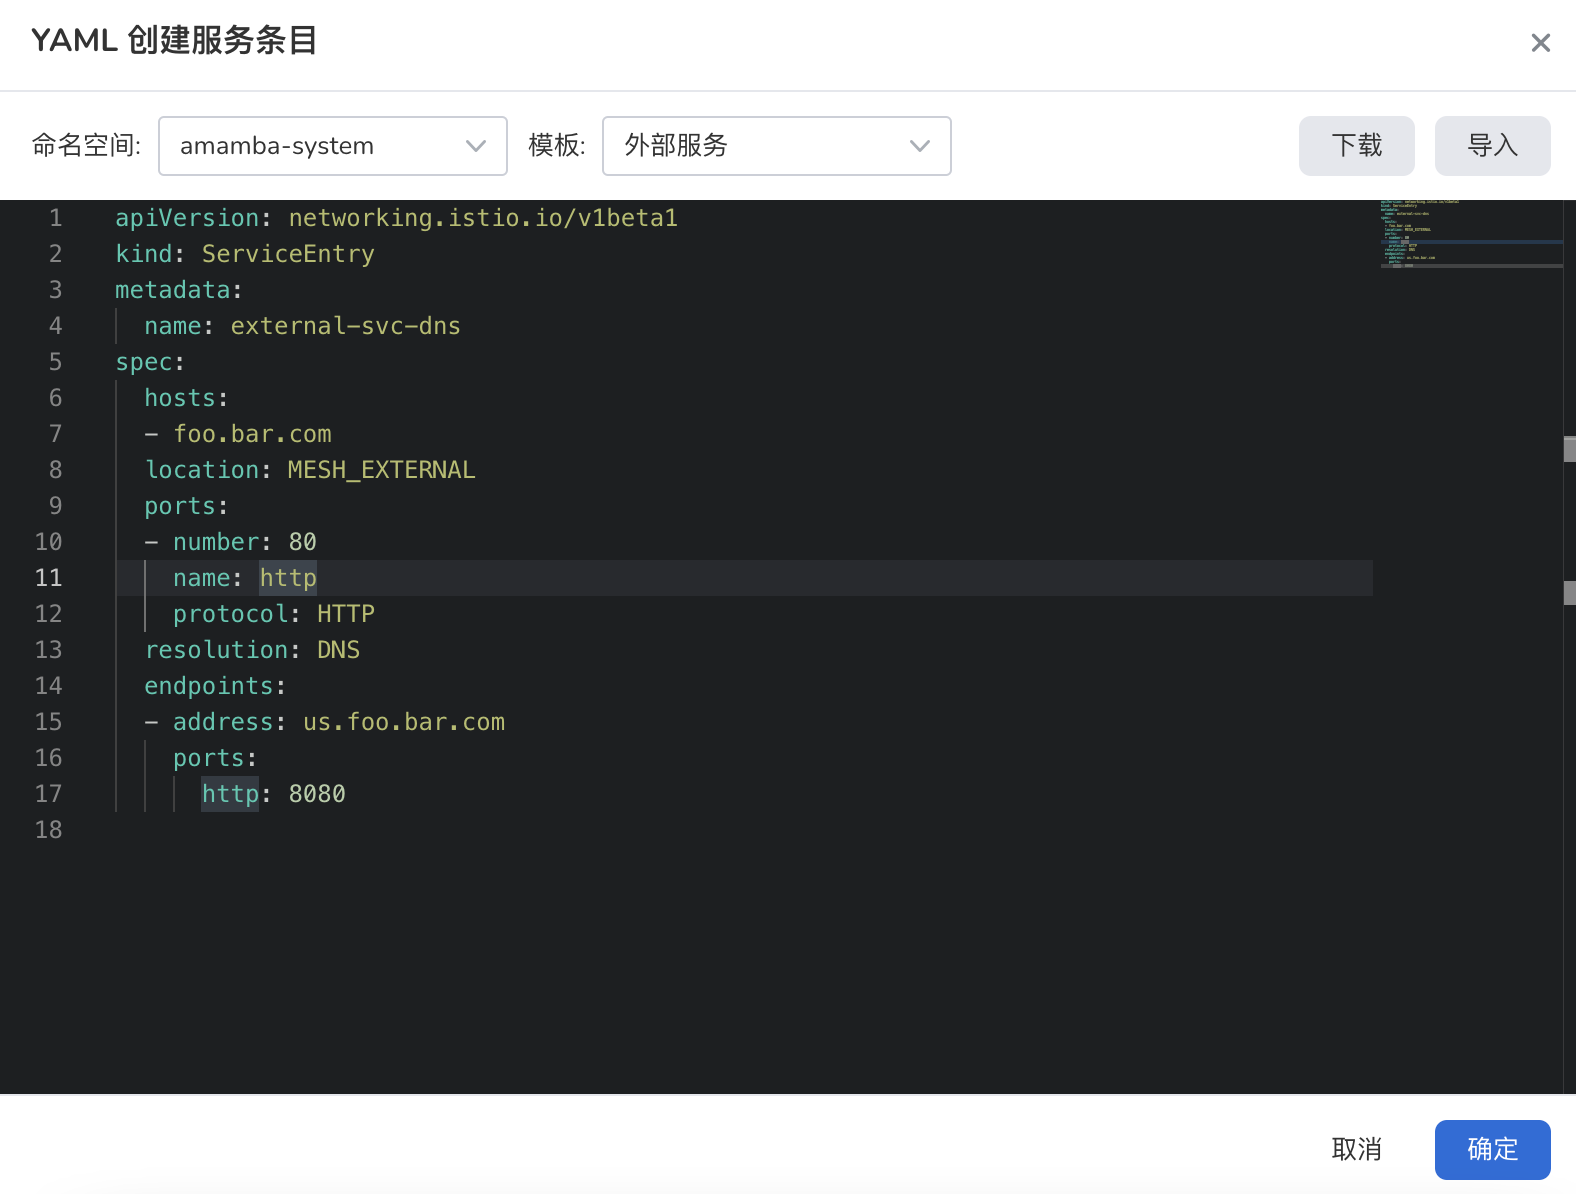 YAML 创建服务条目
命名空间: amamba-system 模板: 外部服务 下载 导入
1 apiVersion: networking.istio.io/v1beta1
2 kind: ServiceEntry
3 metadata:
4   name: external-svc-dns
5 spec:
6   hosts:
7   - foo.bar.com
8   location: MESH_EXTERNAL
9   ports:
10   - number: 80
11     name: http
12     protocol: HTTP
13   resolution: DNS
14   endpoints:
15   - address: us.foo.bar.com
16     ports:
17       http: 8080
18
取消 确定